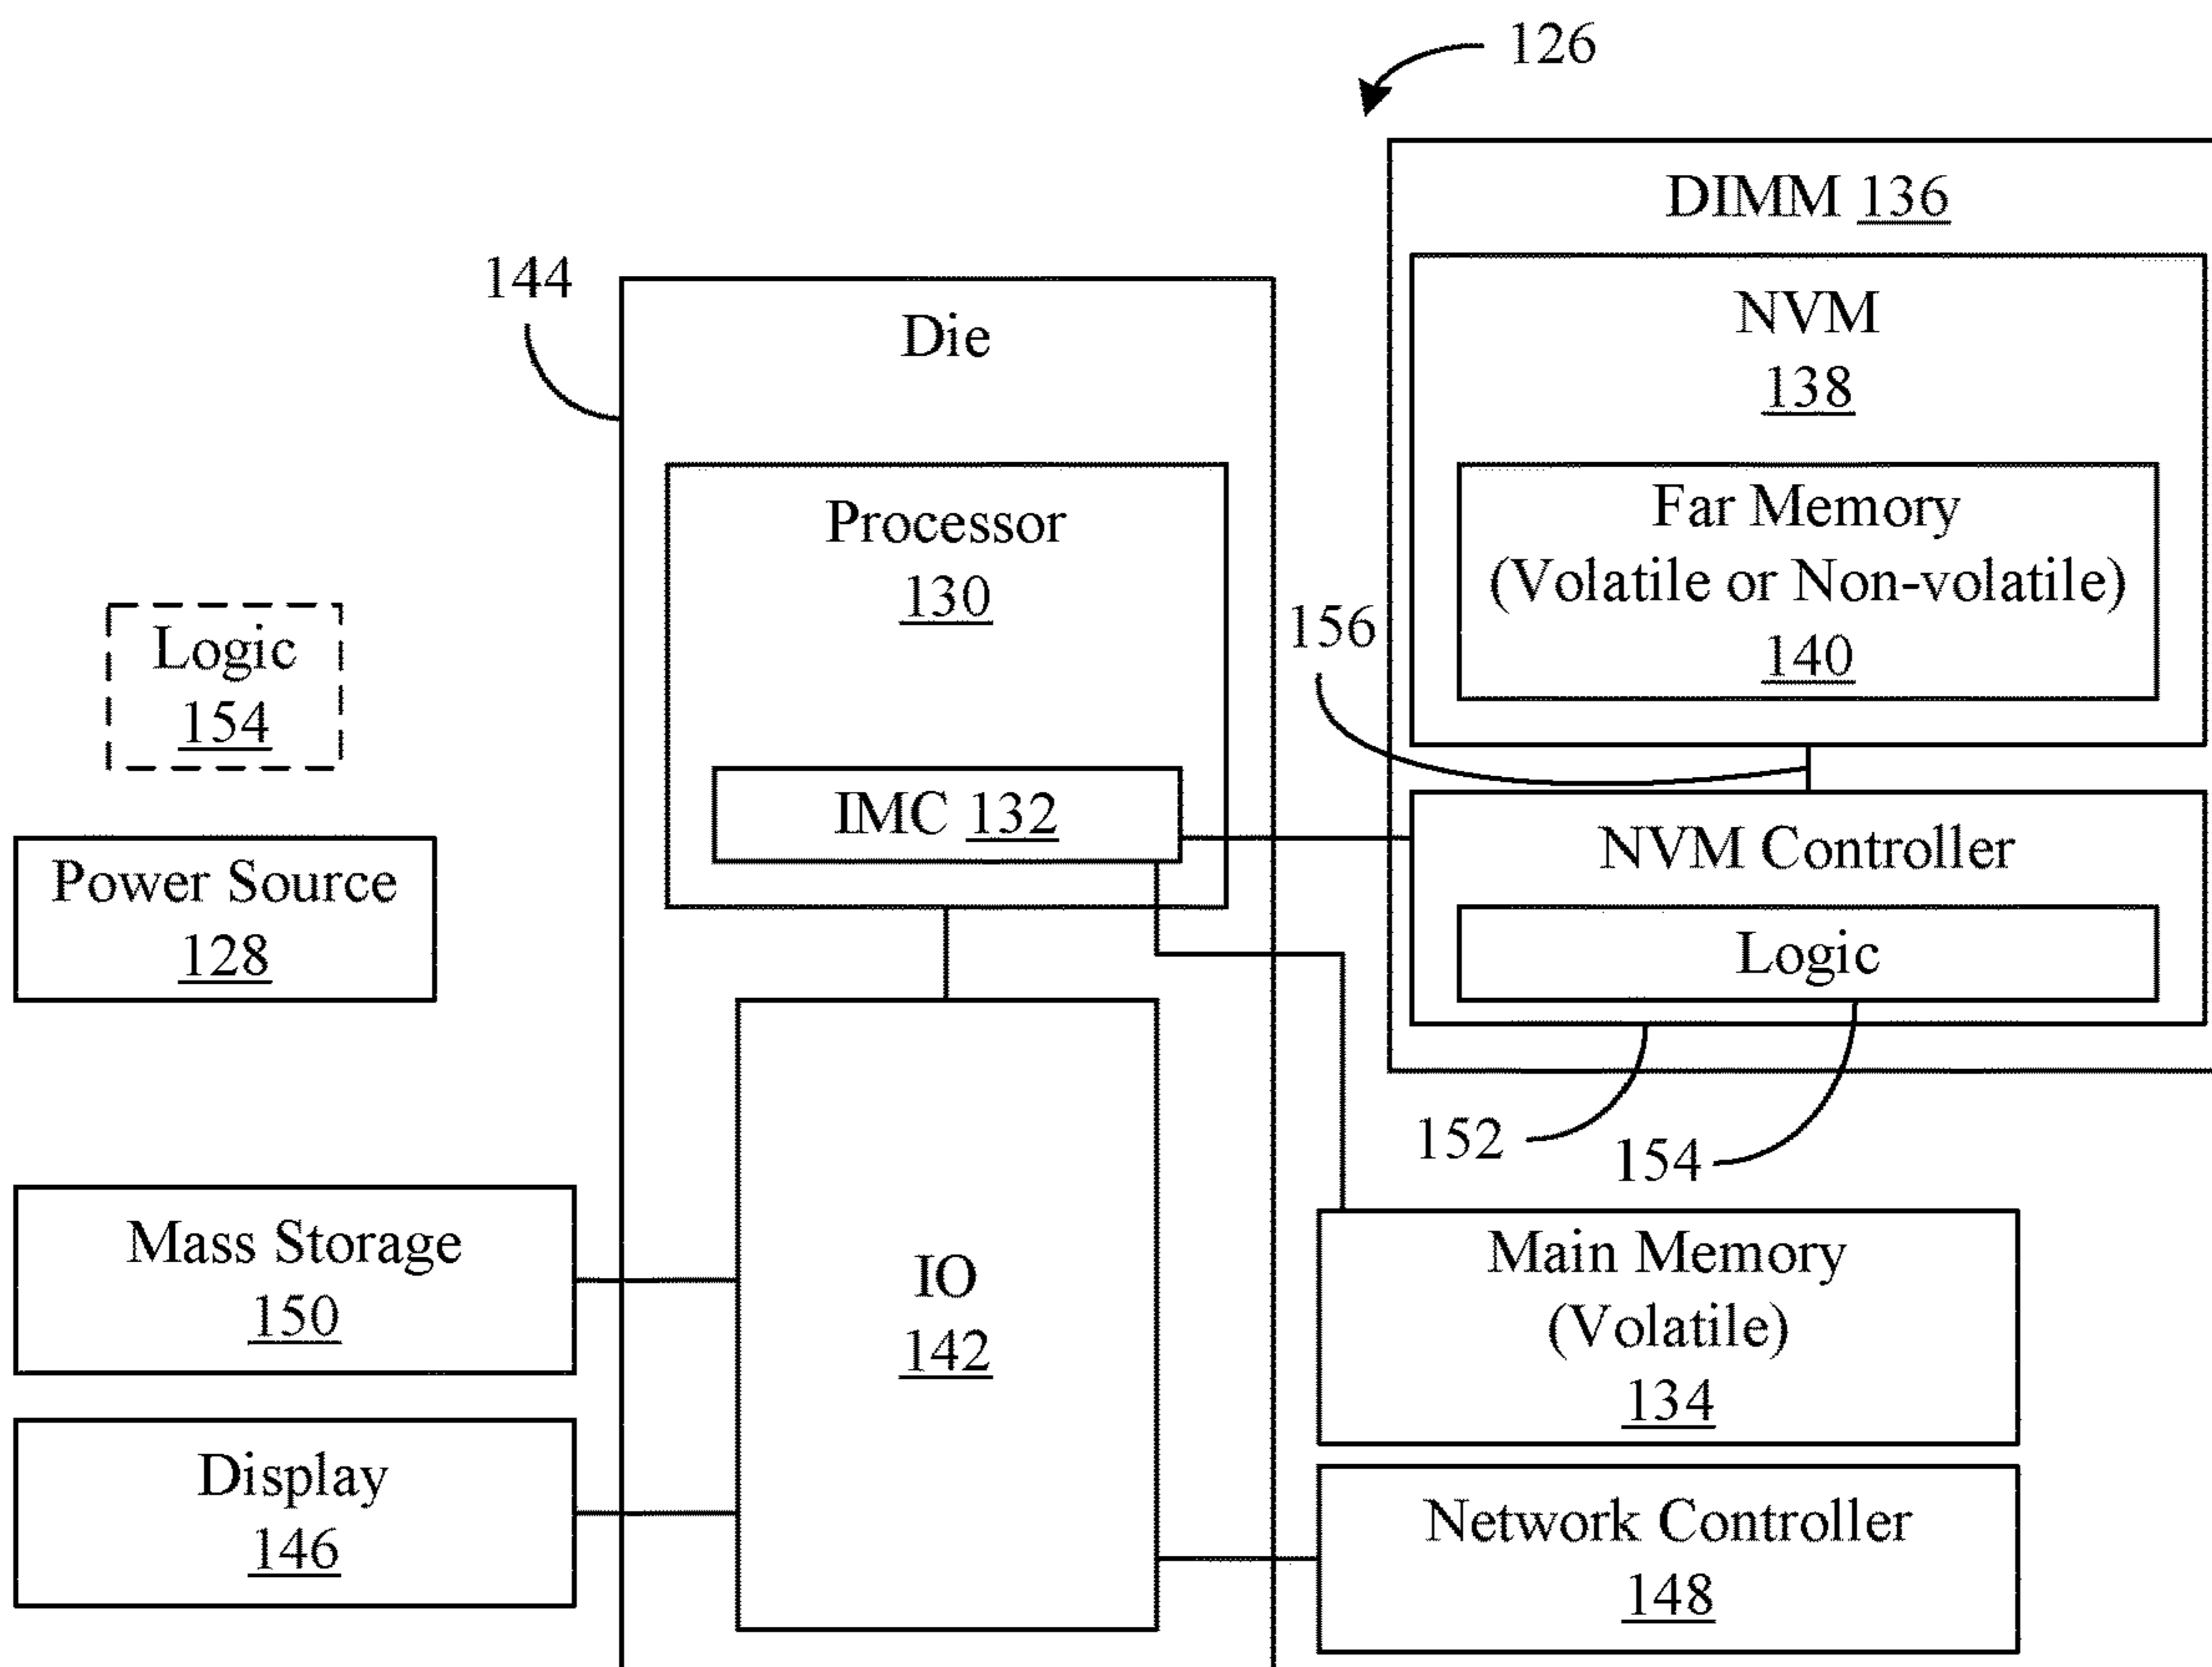 126
DIMM 136
NVM
138
Far Memory
(Volatile or Non-volatile)
140
156
NVM Controller
Logic
152
154
144
Die
Processor
130
IMC 132
Logic
154
Power Source
128
Mass Storage
150
Display
146
IO
142
Main Memory
(Volatile)
134
Network Controller
148